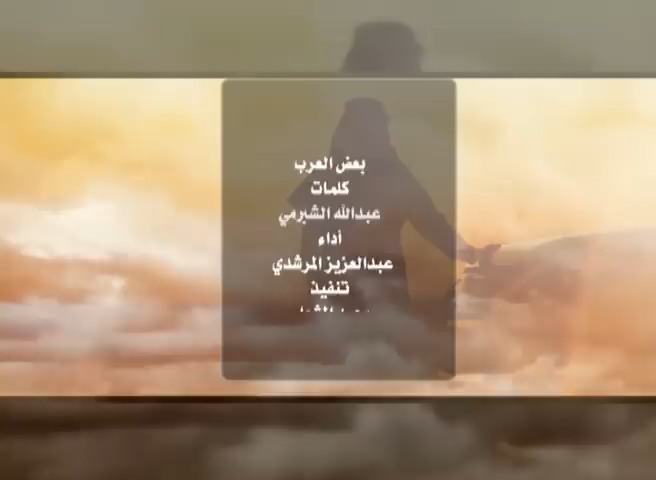 بعض العرب
كلمات
عبدالله الشبرمي
أداء
عبدالعزيز المرشدي
تنفيذ